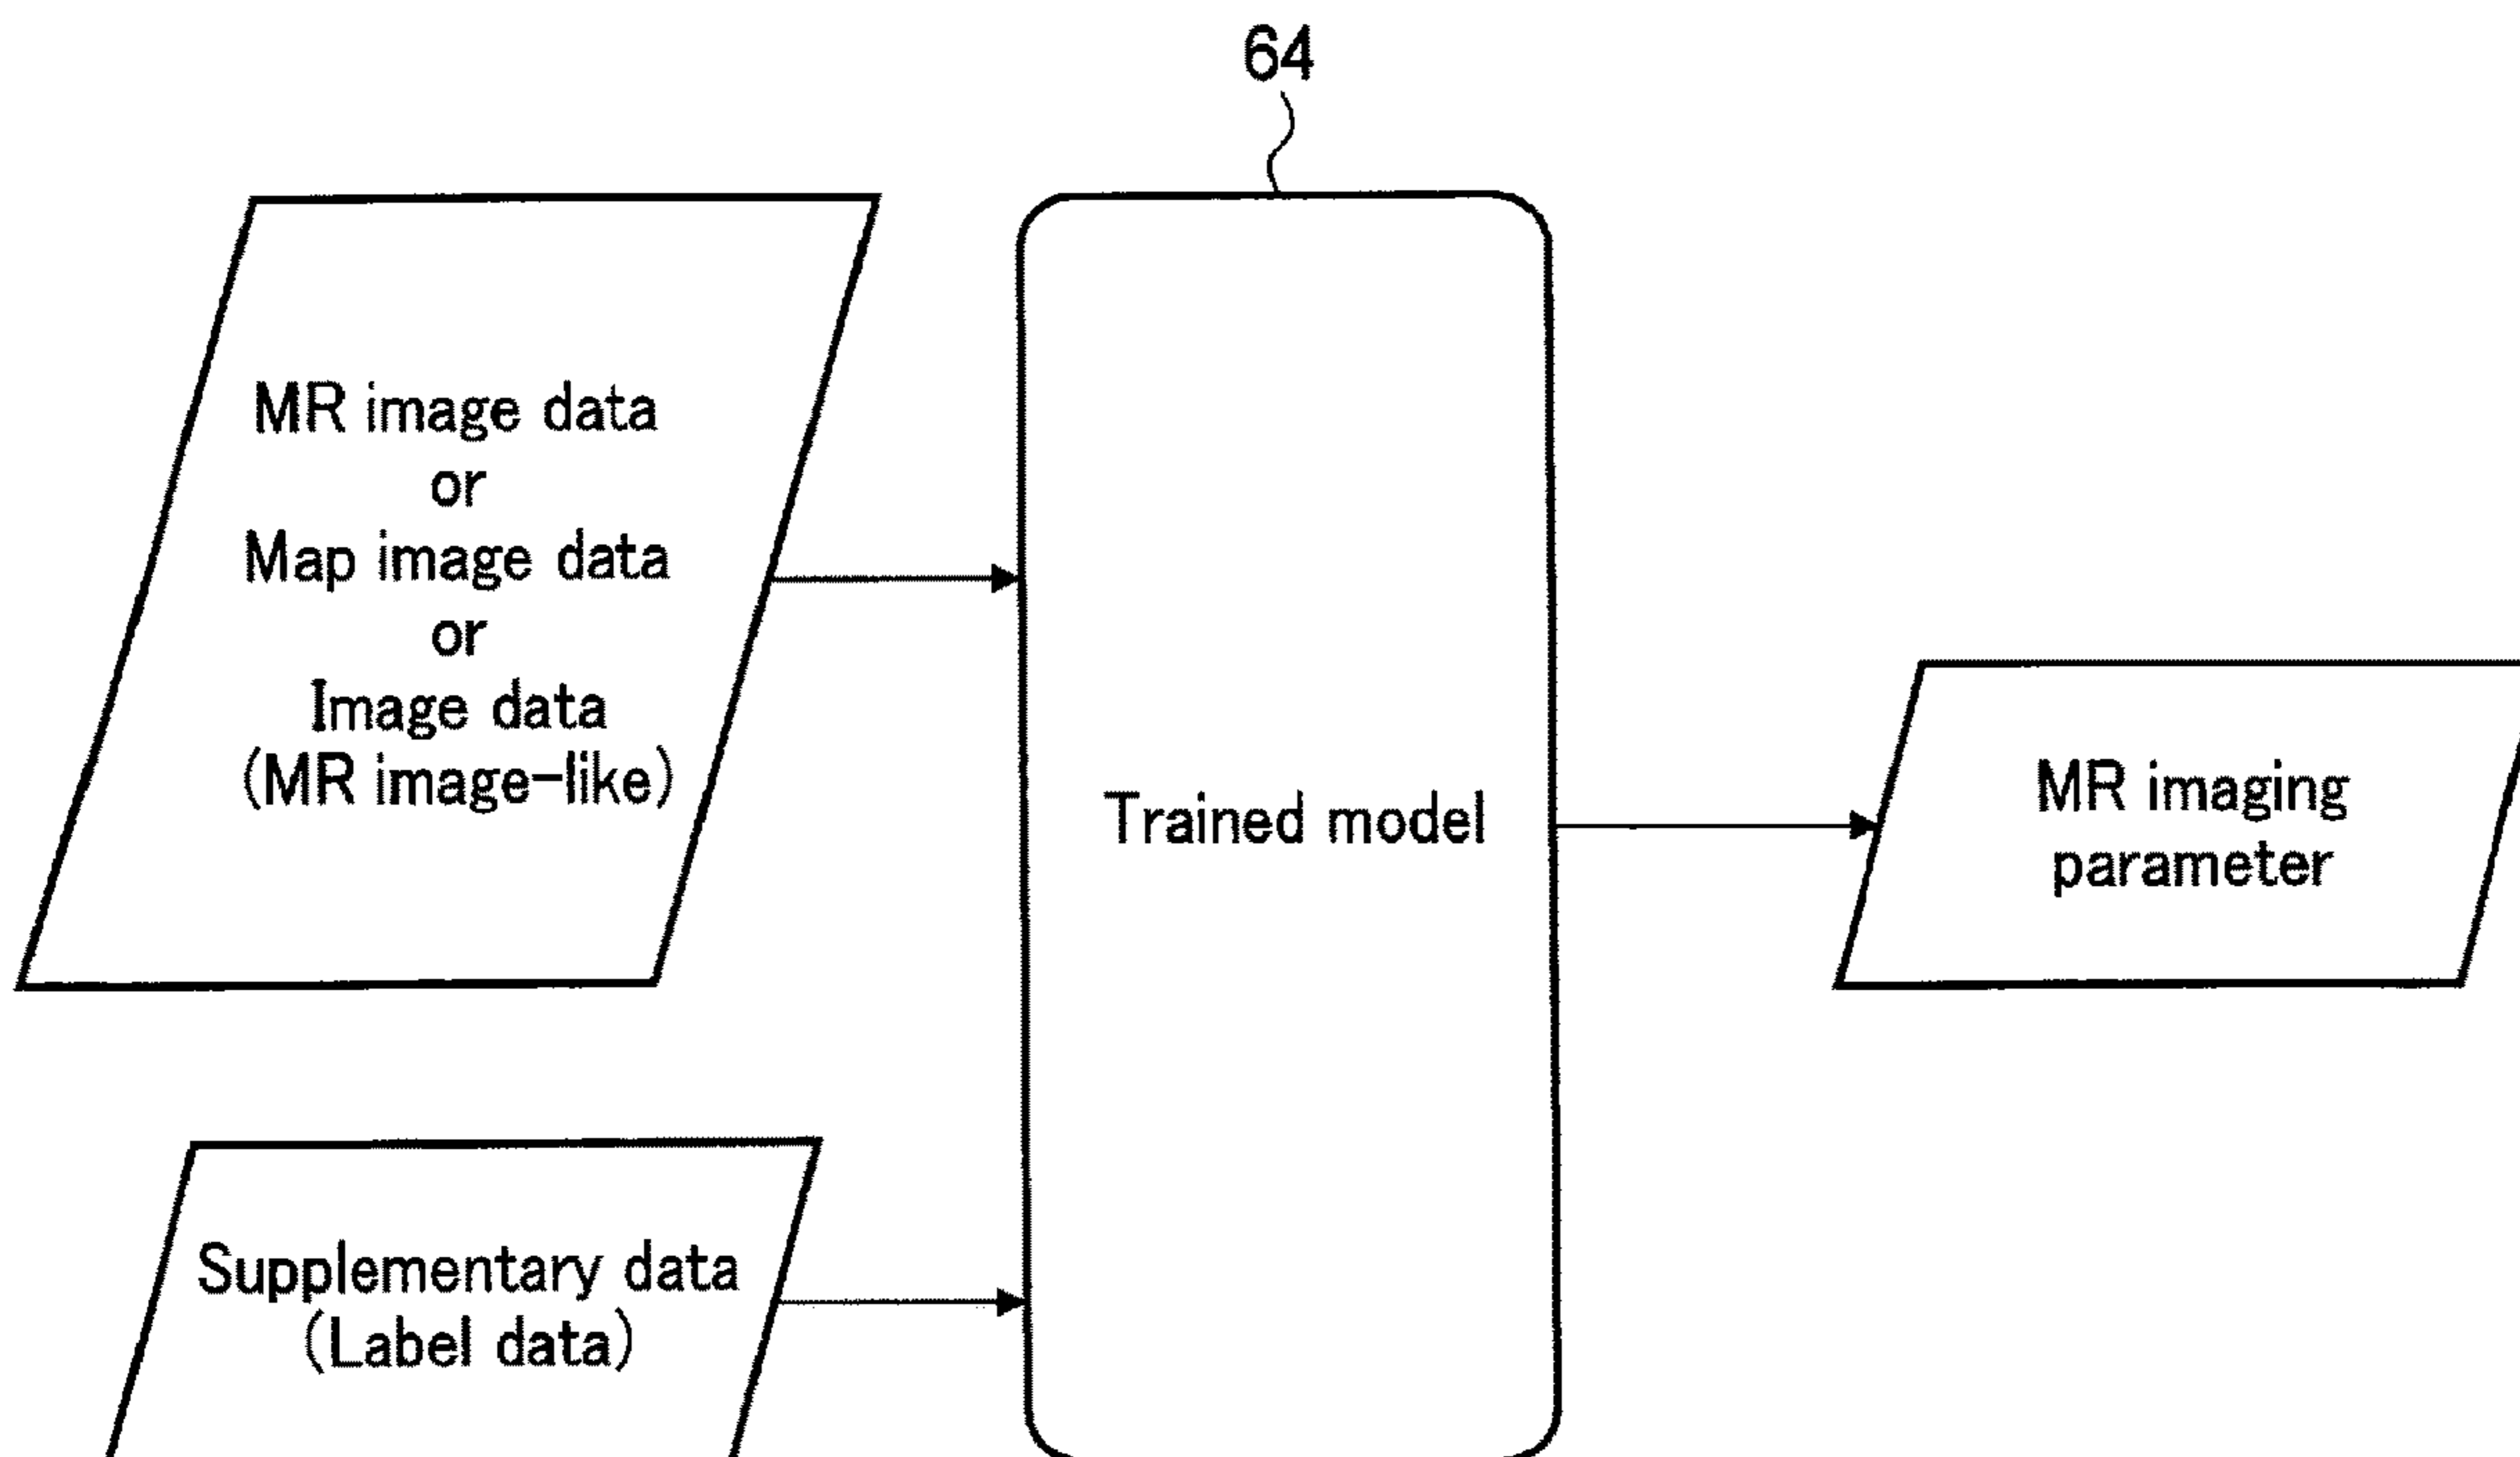 64
MR image data
or
Map image data
or
Image data
(MR image-like)
Trained model
MR imaging
parameter
Supplementary data
(Label data)